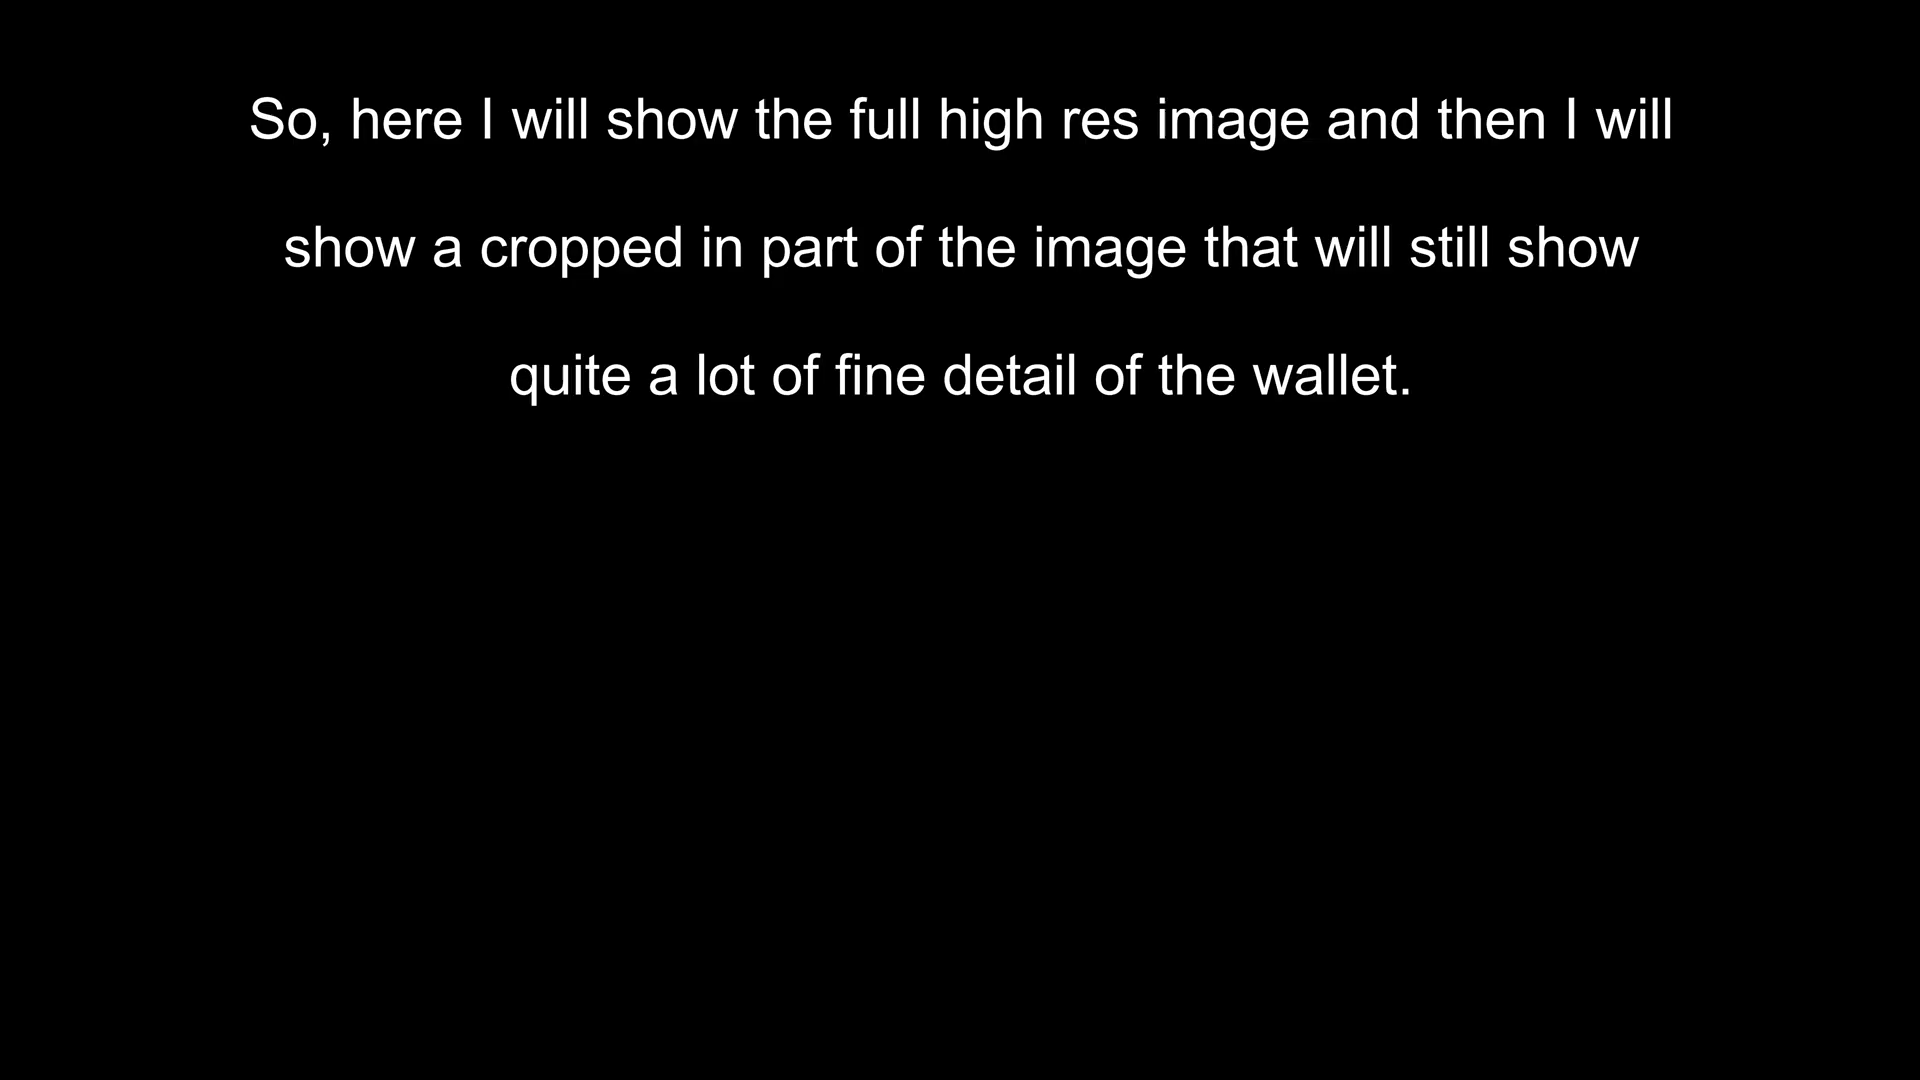 So, here I will show the full high res image and then I will
show a cropped in part of the image that will still show
quite a lot of fine detail of the wallet.